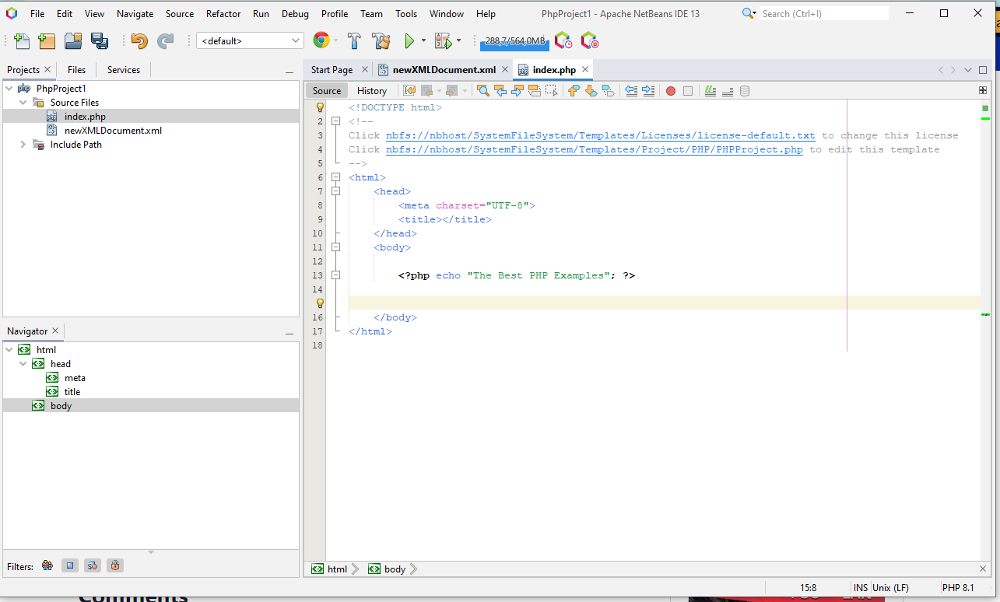 File Edit View Navigate Source Refactor Run Debug Profile Team Tools Window Help PhpProject1 - Apache NetBeans IDE 13 Search (Ctrl+I)
<default> 288,7/564,0MB
Projects Files Services
PhpProject1
Source Files
index.php
newXMLDocument.xml
Include Path
Navigator
html
head
meta
title
body
Filters:
Start Page newXMLDocument.xml index.php
Source History
<!DOCTYPE html>
2 <!--
3 Click nbfs://nbhost/SystemFileSystem/Templates/Licenses/license-default.txt to change this license
4 Click nbfs://nbhost/SystemFileSystem/Templates/Project/PHP/PHPProject.php to edit this template
5 -->
6 <html>
7 <head>
8 <meta charset="UTF-8">
9 <title></title>
10 </head>
11 <body>
12
13 <?php echo "The Best PHP Examples"; ?>
14
16 </body>
17 </html>
18
html body
15:8 INS Unix (LF) PHP 8.1
Comments